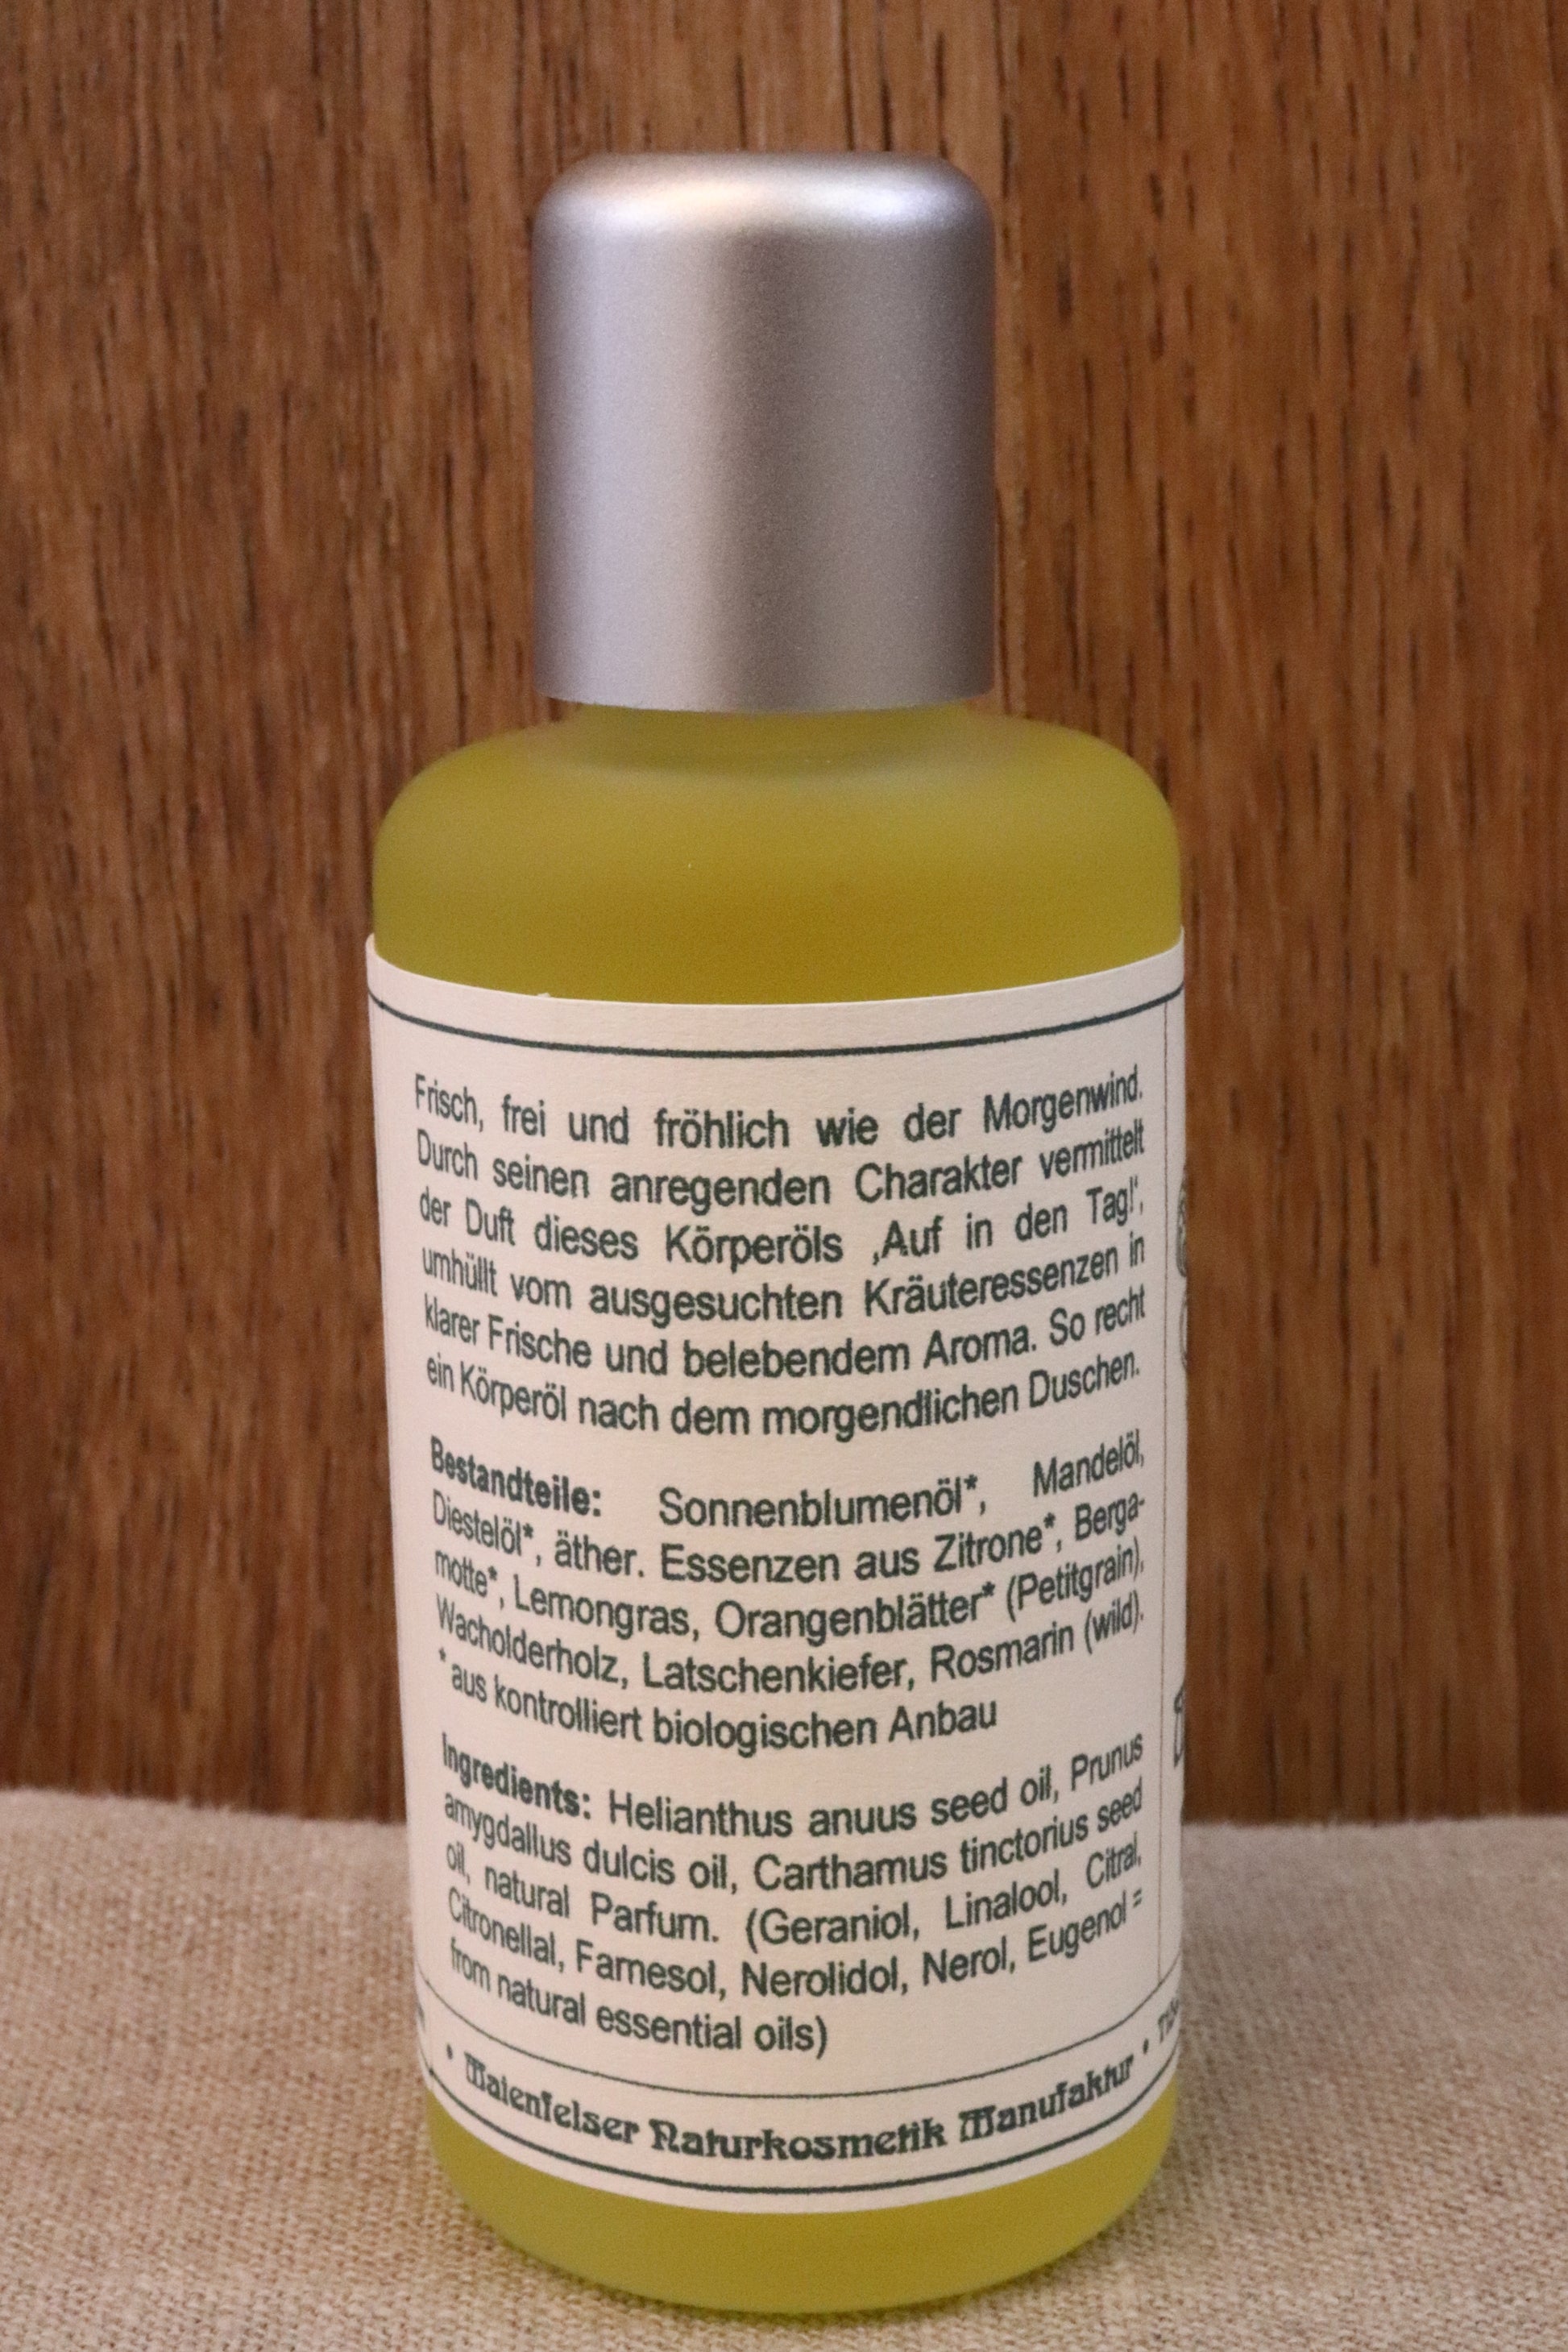 Frisch, frei und fröhlich wie der Morgenwind.
Durch seinen anregenden Charakter vermittelt
der Duft dieses Körperöls ‚Auf in den Tag!‘,
umhüllt vom ausgesuchten Kräuteressenzen in
klarer Frische und belebendem Aroma. So recht
ein Körperöl nach dem morgendlichen Duschen.
Bestandteile: Sonnenblumenöl*, Mandelöl,
Diestelöl*, äther. Essenzen aus Zitrone*, Berga-
motte*, Lemongras, Orangenblätter* (Petitgrain),
Wacholderholz, Latschenkiefer, Rosmarin (wild).
* aus kontrolliert biologischen Anbau
Ingredients: Helianthus anuus seed oil, Prunus
amygdallus dulcis oil, Carthamus tinctorius seed
oil, natural Parfum. (Geraniol, Linalool, Citral,
Citronellal, Farnesol, Nerolidol, Nerol, Eugenol =
from natural essential oils)
• Maienfelser Naturkosmetik Manufaktur •